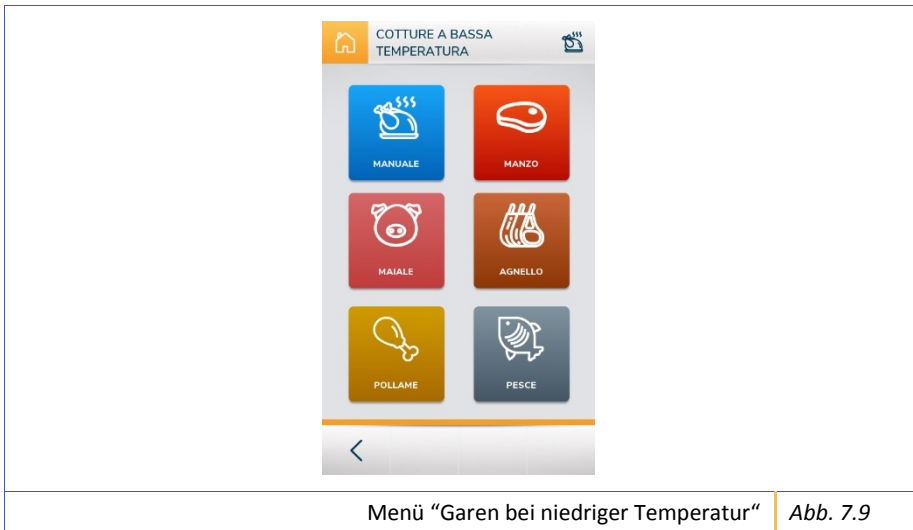 COTTURE A BASSA
TEMPERATURA
MANUALE
MANZO
MAIALE
AGNELLO
POLLAME
PESCE
Menü “Garen bei niedriger Temperatur“
Abb. 7.9